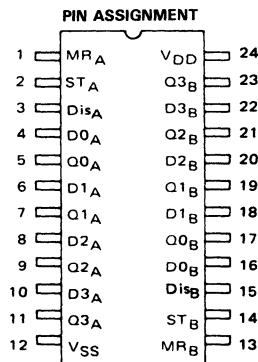 PIN ASSIGNMENT
1 MRA VDD 24
2 STA Q3B 23
3 DisA D3B 22
4 D0A Q2B 21
5 Q0A D2B 20
6 D1A Q1B 19
7 Q1A D1B 18
8 D2A Q0B 17
9 Q2A D0B 16
10 D3A DisB 15
11 Q3A STB 14
12 VSS MRB 13